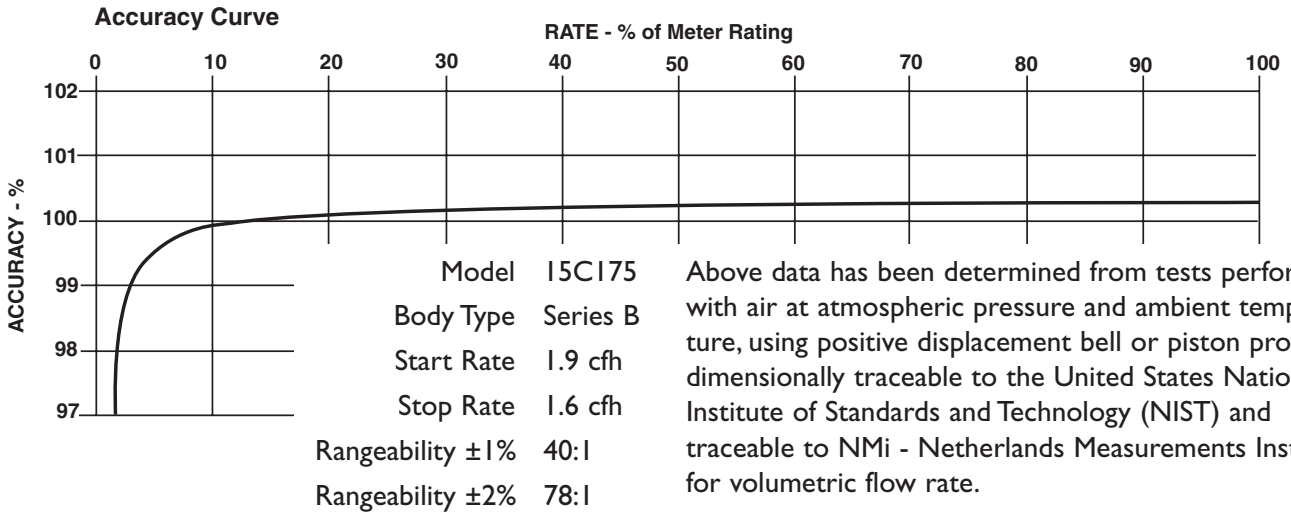 Accuracy Curve
RATE - % of Meter Rating
0 10 20 30 40 50 60 70 80 90 100
102
101
100
99
98
97
ACCURACY - %
Model 15C175
Body Type Series B
Start Rate 1.9 cfh
Stop Rate 1.6 cfh
Rangeability ±1% 40:1
Rangeability ±2% 78:1
Above data has been determined from tests perfor
with air at atmospheric pressure and ambient temp
ture, using positive displacement bell or piston pro
dimensionally traceable to the United States Natio
Institute of Standards and Technology (NIST) and
traceable to NMi - Netherlands Measurements Inst
for volumetric flow rate.